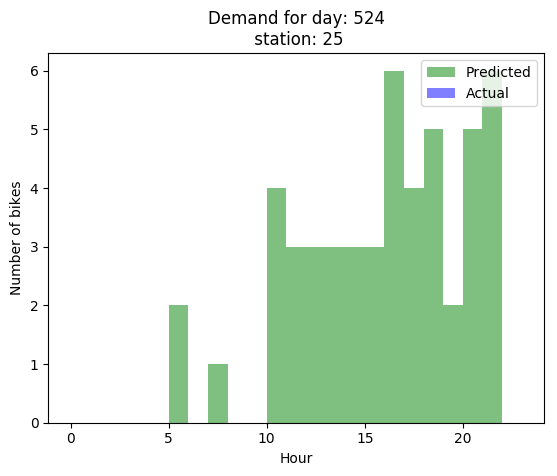 Demand for day: 524
station: 25
Predicted
Actual
Number of bikes
6
5
4
3
2
1
0
0 5 10 15 20
Hour